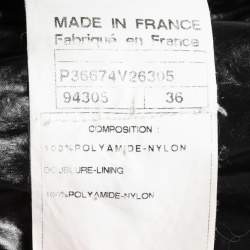 MADE IN FRANCE
Fabriqué en France
P36674V26305
94305 36
COMPOSITION :
100%POLYAMIDE-NYLON
DOUBLURE-LINING
100%POLYAMIDE-NYLON